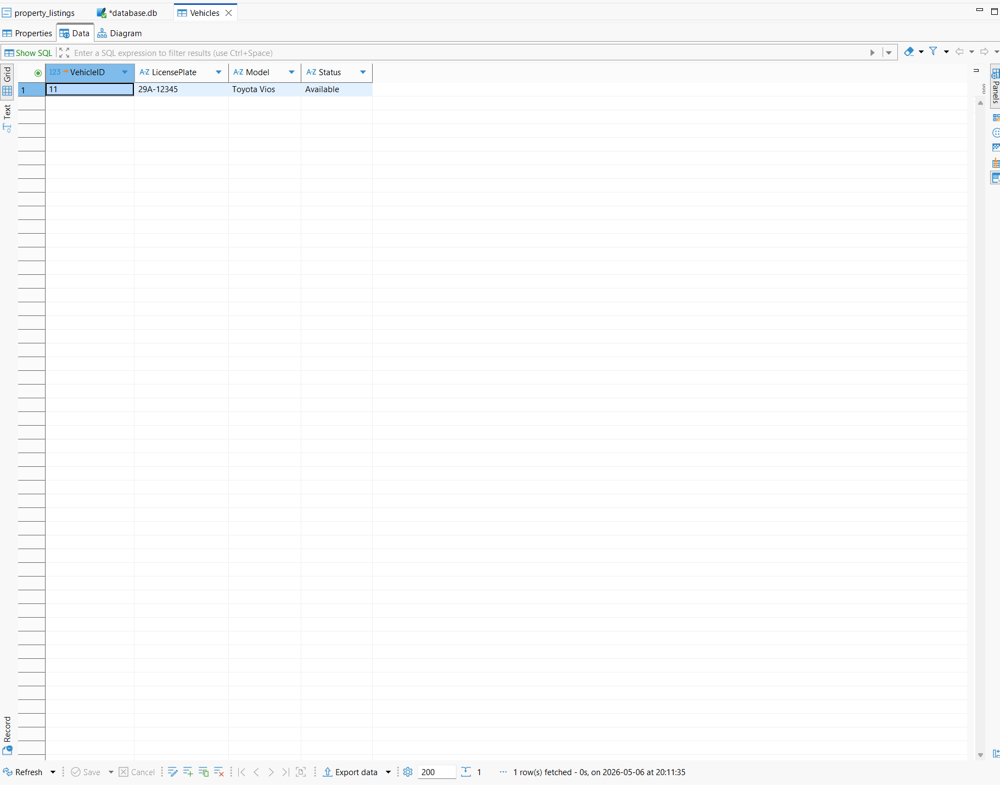 property_listings *database.db Vehicles
Properties Data Diagram
Show SQL Enter a SQL expression to filter results (use Ctrl+Space)
Grid
Text
Record
Panels
123 VehicleID A-Z LicensePlate A-Z Model A-Z Status
1 11 29A-12345 Toyota Vios Available
Refresh Save Cancel Export data 200 1 ... 1 row(s) fetched - 0s, on 2026-05-06 at 20:11:35